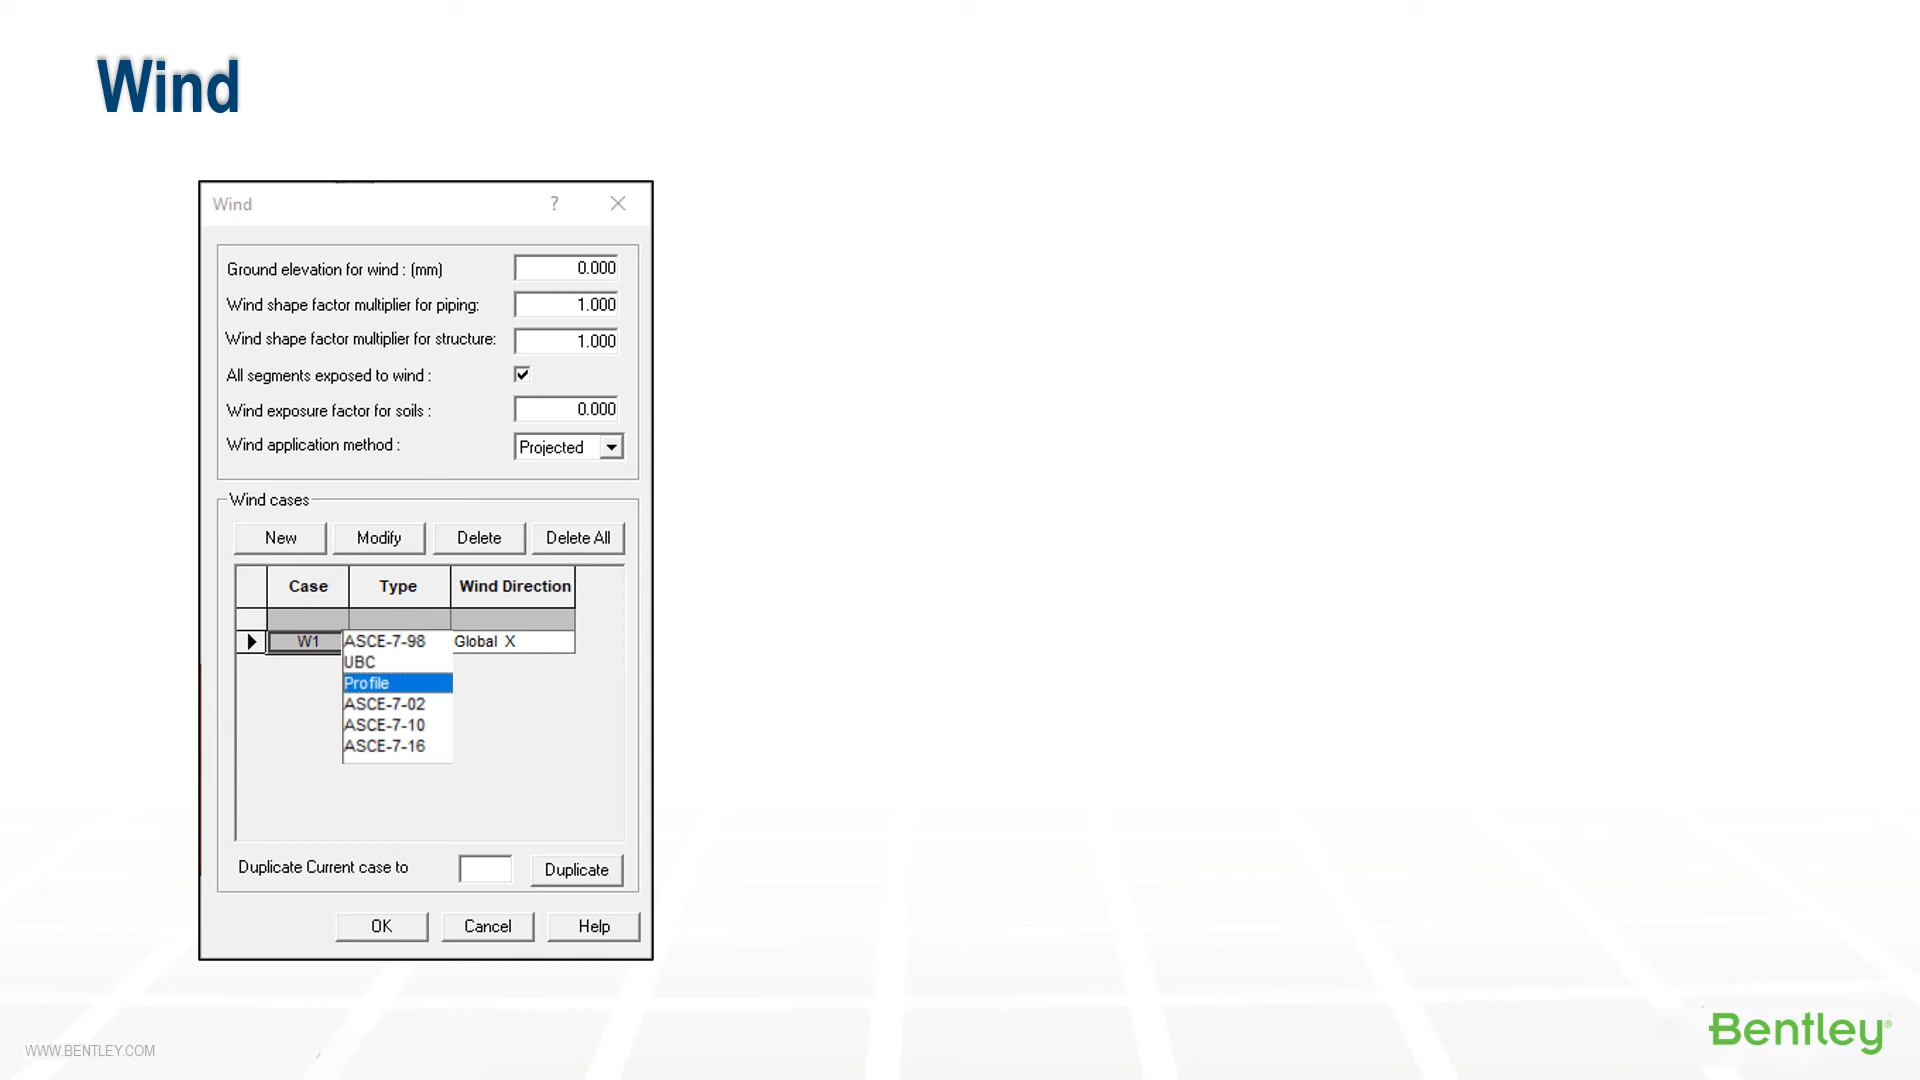 Wind
Wind ?
Ground elevation for wind : (mm) 0.000
Wind shape factor multiplier for piping: 1.000
Wind shape factor multiplier for structure: 1.000
All segments exposed to wind :
Wind exposure factor for soils : 0.000
Wind application method : Projected
Wind cases
New Modify Delete Delete All
Case Type Wind Direction
W1 ASCE-7-98 Global X
UBC
Profile
ASCE-7-02
ASCE-7-10
ASCE-7-16
Duplicate Current case to Duplicate
OK Cancel Help
WWW.BENTLEY.COM
Bentley®